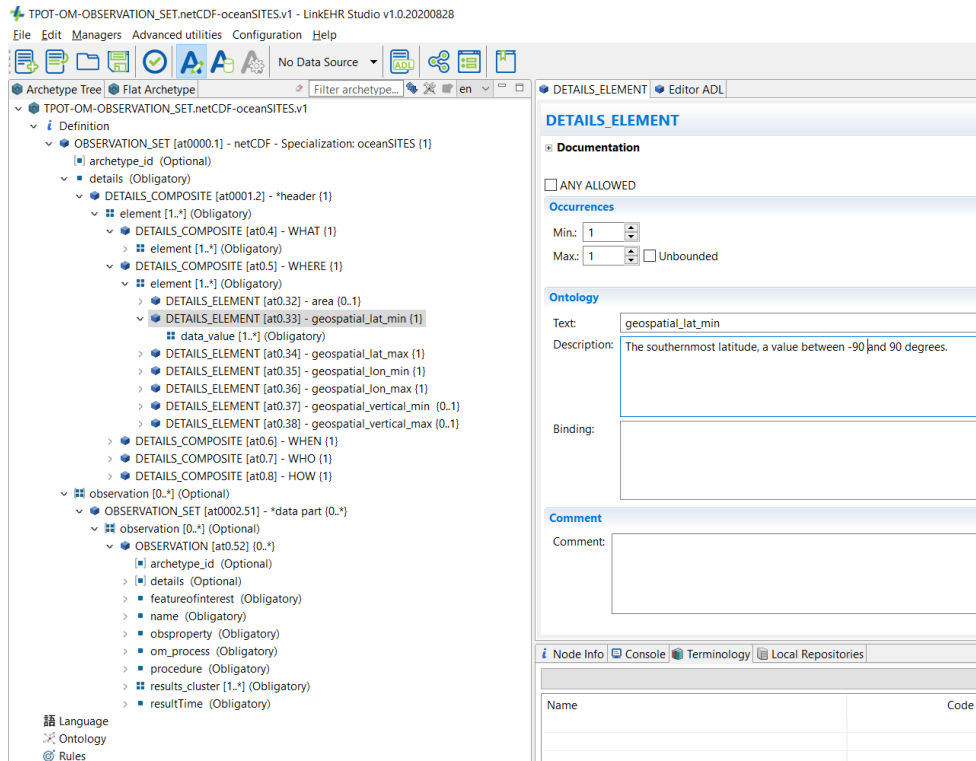 TPOT-OM-OBSERVATION_SET.netCDF-oceanSITES.v1 - LinkEHR Studio v1.0.20200828
File Edit Managers Advanced utilities Configuration Help
No Data Source
ADL
Archetype Tree Flat Archetype Filter archetype... en
TPOT-OM-OBSERVATION_SET.netCDF-oceanSITES.v1
Definition
OBSERVATION_SET [at0000.1] - netCDF - Specialization: oceanSITES {1}
archetype_id (Optional)
details (Obligatory)
DETAILS_COMPOSITE [at0001.2] - *header {1}
element [1..*] (Obligatory)
DETAILS_COMPOSITE [at0.4] - WHAT {1}
element [1..*] (Obligatory)
DETAILS_COMPOSITE [at0.5] - WHERE {1}
element [1..*] (Obligatory)
DETAILS_ELEMENT [at0.32] - area {0..1}
DETAILS_ELEMENT [at0.33] - geospatial_lat_min {1}
data_value [1..*] (Obligatory)
DETAILS_ELEMENT [at0.34] - geospatial_lat_max {1}
DETAILS_ELEMENT [at0.35] - geospatial_lon_min {1}
DETAILS_ELEMENT [at0.36] - geospatial_lon_max {1}
DETAILS_ELEMENT [at0.37] - geospatial_vertical_min {0..1}
DETAILS_ELEMENT [at0.38] - geospatial_vertical_max {0..1}
DETAILS_COMPOSITE [at0.6] - WHEN {1}
DETAILS_COMPOSITE [at0.7] - WHO {1}
DETAILS_COMPOSITE [at0.8] - HOW {1}
observation [0..*] (Optional)
OBSERVATION_SET [at0002.51] - *data part {0..*}
observation [0..*] (Optional)
OBSERVATION [at0.52] {0..*}
archetype_id (Optional)
details (Optional)
featureofinterest (Obligatory)
name (Obligatory)
obsproperty (Obligatory)
om_process (Obligatory)
procedure (Obligatory)
results_cluster [1..*] (Obligatory)
resultTime (Obligatory)
Language
Ontology
Rules
DETAILS_ELEMENT Editor ADL
DETAILS_ELEMENT
Documentation
ANY ALLOWED
Occurrences
Min.: 1
Max.: 1 Unbounded
Ontology
Text: geospatial_lat_min
Description: The southernmost latitude, a value between -90 and 90 degrees.
Binding:
Comment
Comment:
Node Info Console Terminology Local Repositories
Name Code